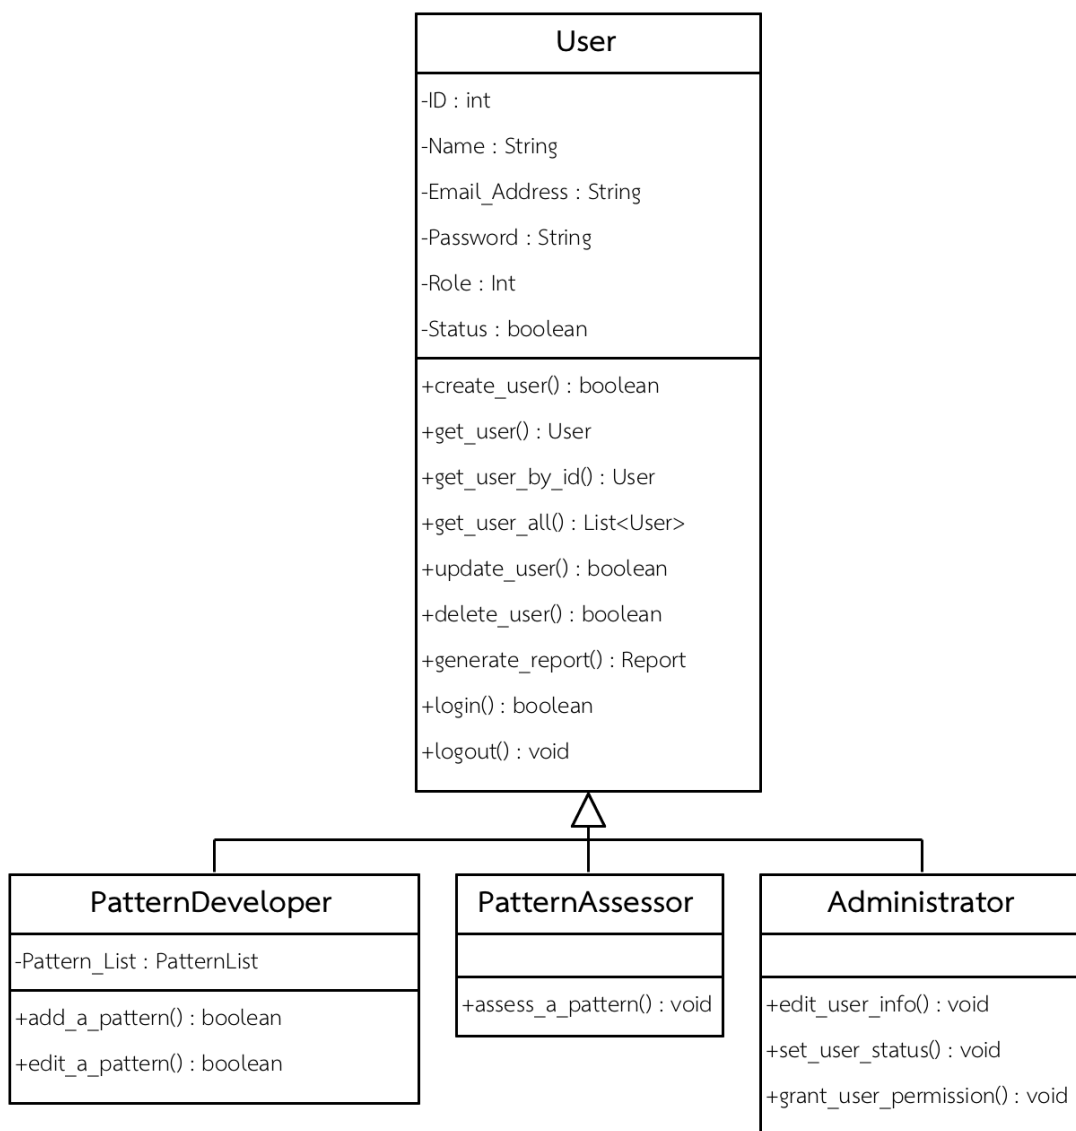 User
-ID : int
-Name : String
-Email_Address : String
-Password : String
-Role : Int
-Status : boolean
+create_user() : boolean
+get_user() : User
+get_user_by_id() : User
+get_user_all() : List<User>
+update_user() : boolean
+delete_user() : boolean
+generate_report() : Report
+login() : boolean
+logout() : void
PatternDeveloper
-Pattern_List : PatternList
+add_a_pattern() : boolean
+edit_a_pattern() : boolean
PatternAssessor
+assess_a_pattern() : void
Administrator
+edit_user_info() : void
+set_user_status() : void
+grant_user_permission() : void